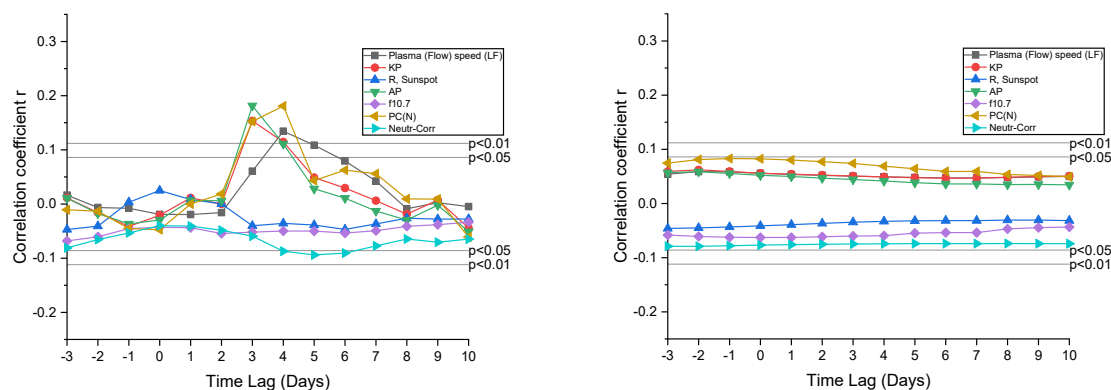 0.3
0.2
0.1
0.0
-0.1
-0.2
Correlation coefficient r
-3 -2 -1 0 1 2 3 4 5 6 7 8 9 10
Time Lag (Days)
Plasma (Flow) speed (LF)
KP
R, Sunspot
AP
f10.7
PC(N)
Neutr-Corr
p<0.01
p<0.05
p<0.05
p<0.01
0.3
0.2
0.1
0.0
-0.1
-0.2
Correlation coefficient r
-3 -2 -1 0 1 2 3 4 5 6 7 8 9 10
Time Lag (Days)
Plasma (Flow) speed (LF)
KP
R, Sunspot
AP
f10.7
PC(N)
Neutr-Corr
p<0.01
p<0.05
p<0.05
p<0.01